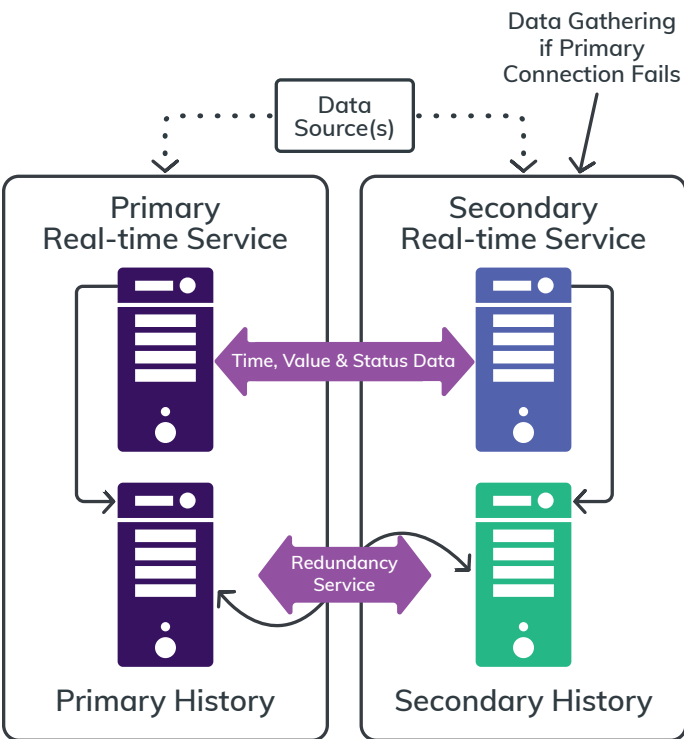 Data Gathering
if Primary
Connection Fails
Data
Source(s)
Primary
Real-time Service
Secondary
Real-time Service
Time, Value & Status Data
Redundancy
Service
Primary History
Secondary History